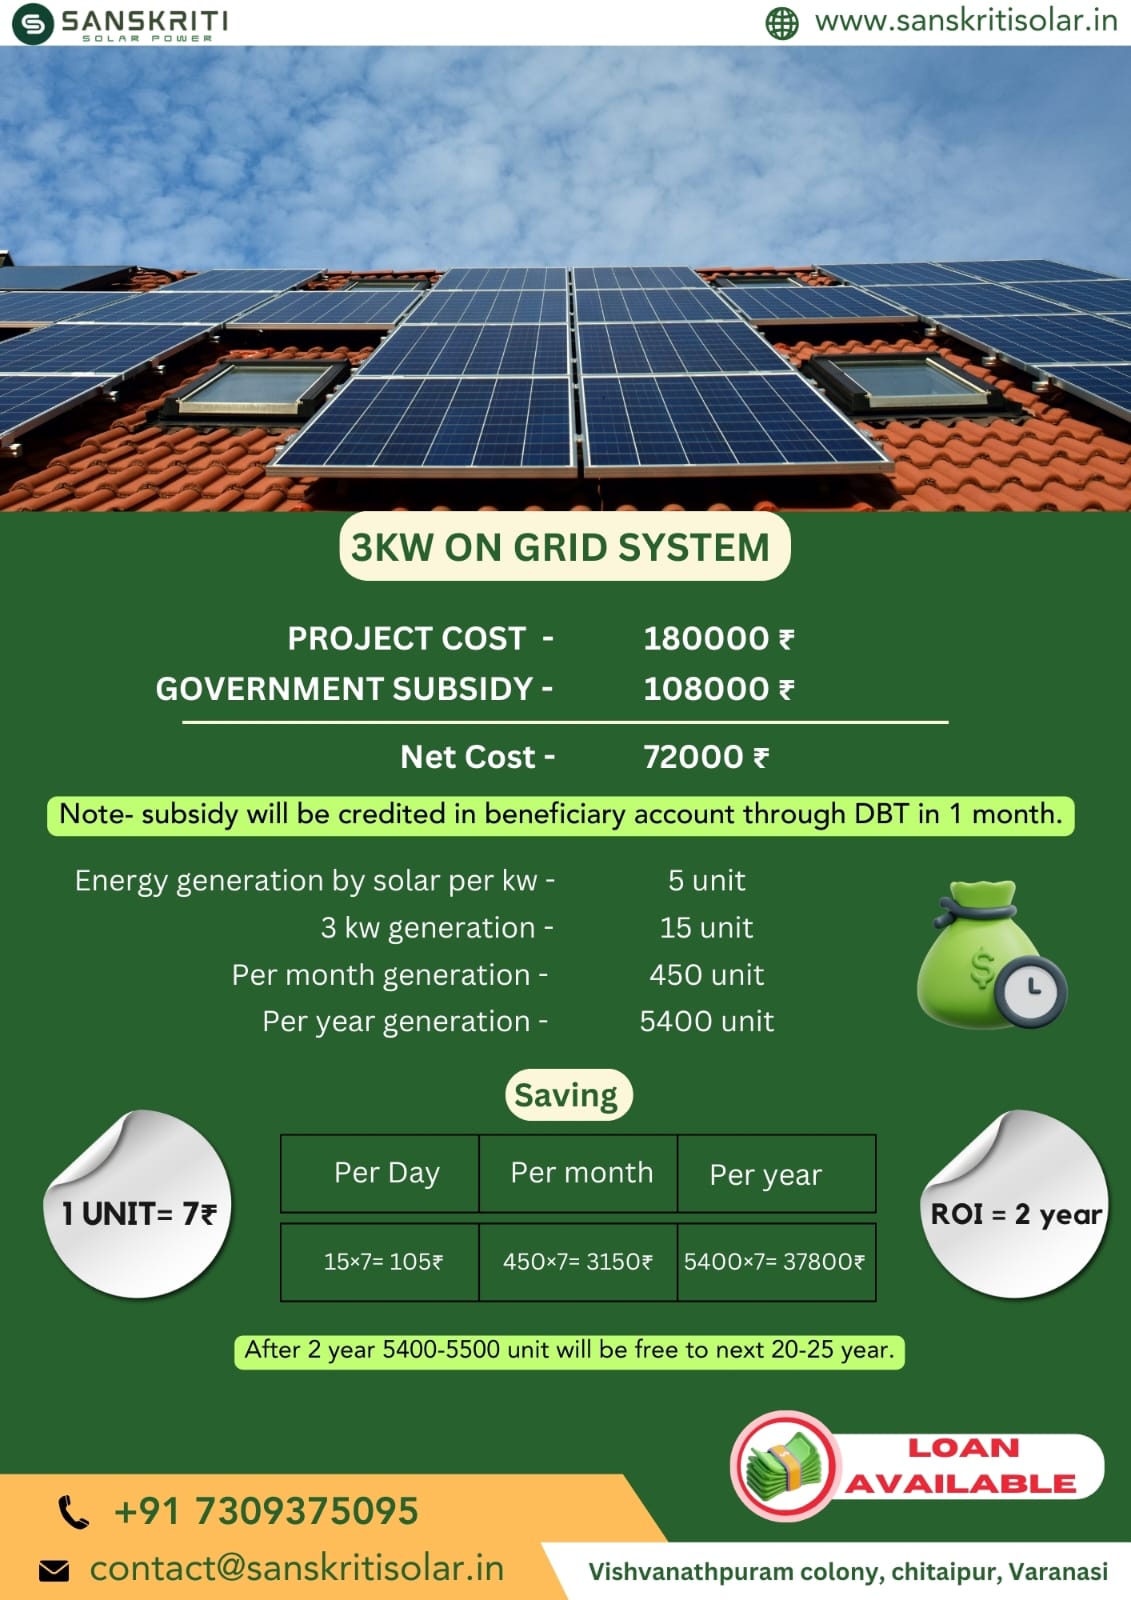 SANSKRITI
SOLAR POWER
www.sanskritisolar.in
3KW ON GRID SYSTEM
PROJECT COST - 180000 ₹
GOVERNMENT SUBSIDY - 108000 ₹
Net Cost - 72000 ₹
Note- subsidy will be credited in beneficiary account through DBT in 1 month.
Energy generation by solar per kw - 5 unit
3 kw generation - 15 unit
Per month generation - 450 unit
Per year generation - 5400 unit
$
Saving
1 UNIT= 7₹
Per Day Per month Per year
15×7= 105₹ 450×7= 3150₹ 5400×7= 37800₹
ROI = 2 year
After 2 year 5400-5500 unit will be free to next 20-25 year.
LOAN
AVAILABLE
+91 7309375095
contact@sanskritisolar.in
Vishvanathpuram colony, chitaipur, Varanasi